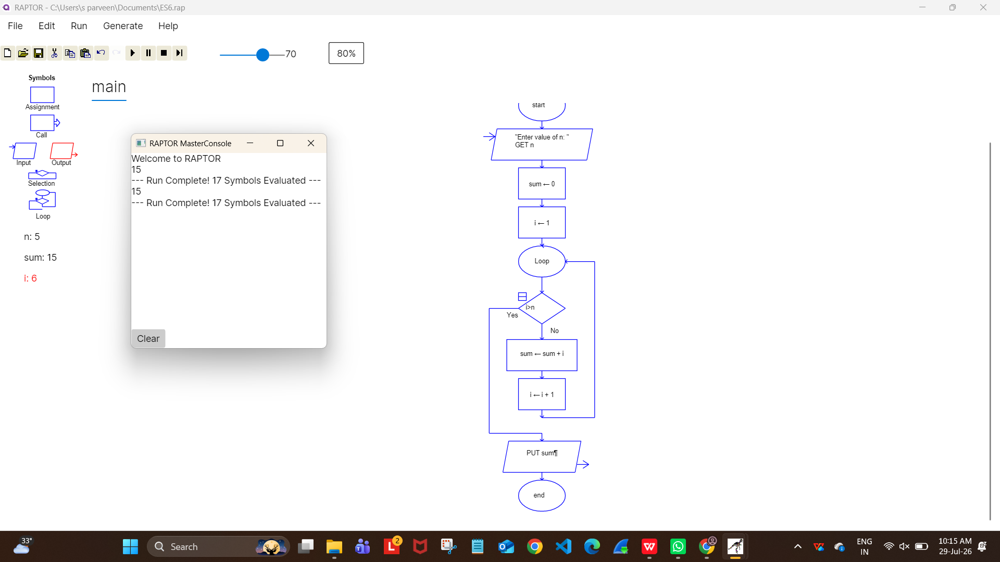 RAPTOR - C:\Users\s parveen\Documents\ES6.rap
File Edit Run Generate Help
70
80%
Symbols
main
Assignment
Call
Input Output
Selection
Loop
n: 5
sum: 15
i: 6
RAPTOR MasterConsole
Welcome to RAPTOR
15
--- Run Complete! 17 Symbols Evaluated ---
15
--- Run Complete! 17 Symbols Evaluated ---
Clear
start
"Enter value of n: "
GET n
sum ← 0
i ← 1
Loop
i>n
Yes
No
sum ← sum + i
i ← i + 1
PUT sum¶
end
33°
Search
2
ENG
IN
10:15 AM
29-Jul-26